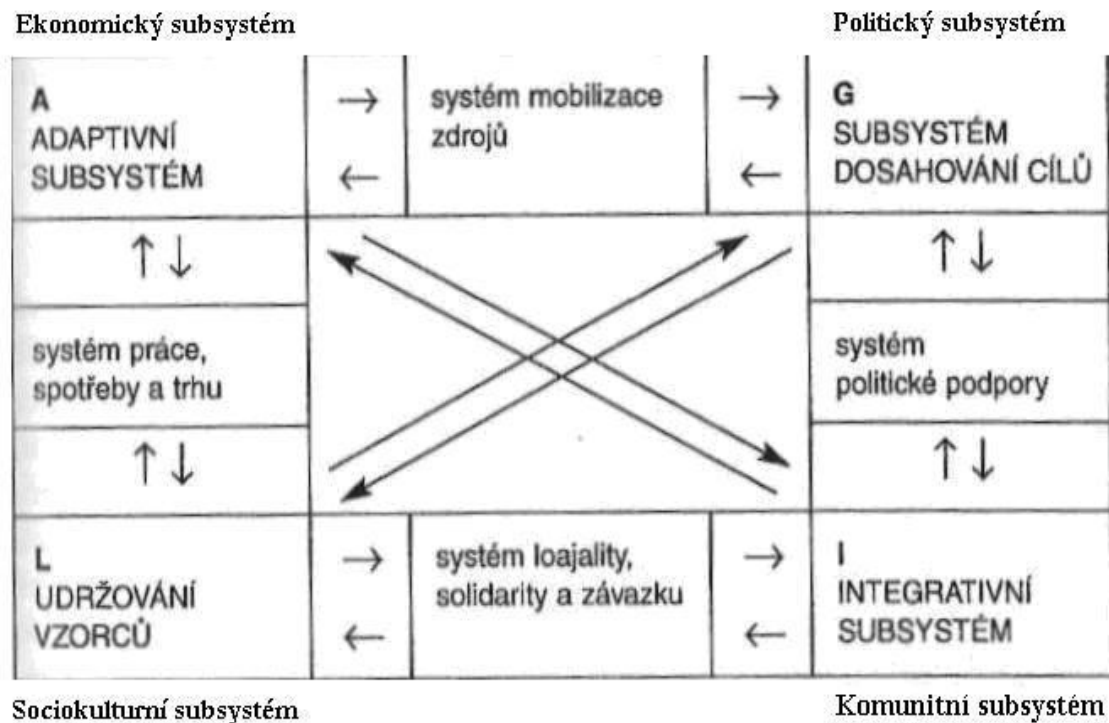 Ekonomický subsystém
Politický subsystém
A
ADAPTIVNÍ
SUBSYSTÉM
systém mobilizace
zdrojů
G
SUBSYSTÉM
DOSAHOVÁNÍ CÍLŮ
systém práce,
spotřeby a trhu
systém
politické podpory
L
UDRŽOVÁNÍ
VZORCŮ
systém loajality,
solidarity a závazku
I
INTEGRATIVNÍ
SUBSYSTÉM
Sociokulturní subsystém
Komunitní subsystém